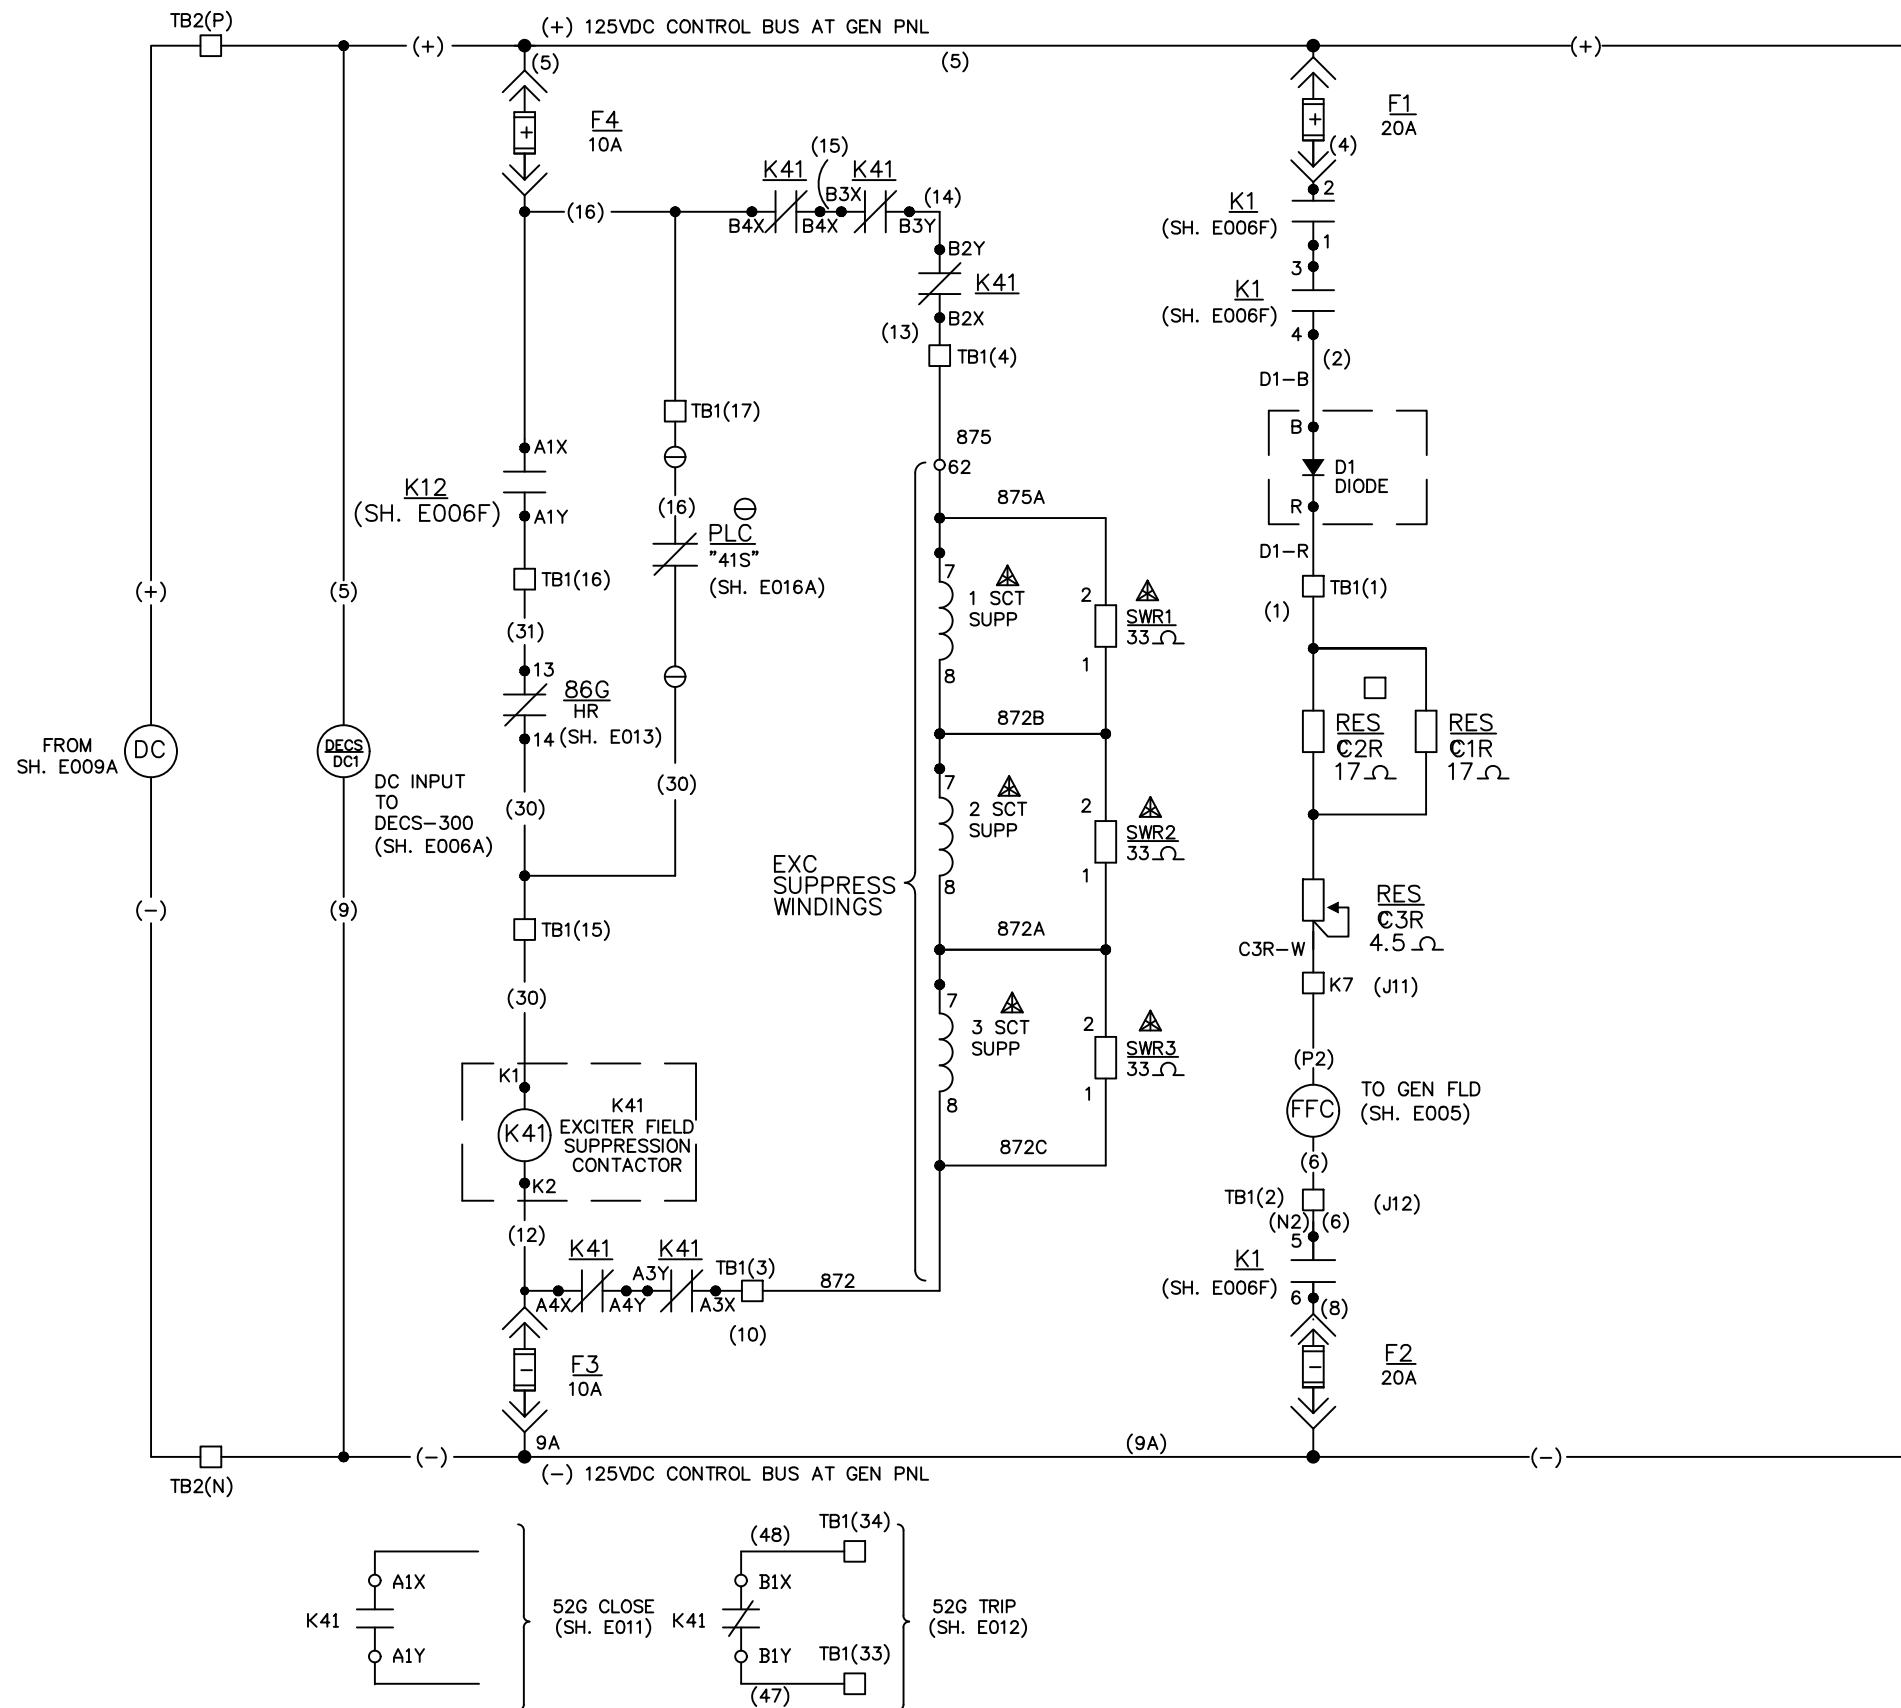 TB2(P)
(+) 125VDC CONTROL BUS AT GEN PNL
(+)
(5)
(5)
(+)
F4
10A
+
F1
20A
+
(4)
(15)
K41
K41
B3X
(14)
(16)
B4X
B4X
B3Y
2
K1
(SH. E006F)
1
B2Y
K41
3
K1
(SH. E006F)
B2X
(13)
TB1(4)
4
(2)
D1-B
TB1(17)
875
B
A1X
62
D1
DIODE
K12
(SH. E006F)
A1Y
(16)
875A
R
PLC
"41S"
(SH. E016A)
D1-R
TB1(16)
7
1 SCT
SUPP
2
SWR1
33Ω
TB1(1)
(1)
(+)
(5)
(31)
13
86G
HR
(SH. E013)
14
8
1
872B
RES
C2R
17Ω
RES
C1R
17Ω
FROM
SH. E009A
DC
DECS
DC1
DC INPUT
TO
DECS-300
(SH. E006A)
(30)
(30)
7
2 SCT
SUPP
2
SWR2
33Ω
EXC
SUPPRESS
WINDINGS
8
1
(-)
(9)
TB1(15)
872A
RES
C3R
4.5Ω
C3R-W
K7
(J11)
(30)
7
3 SCT
SUPP
2
SWR3
33Ω
(P2)
K1
K41
EXCITER FIELD
SUPPRESSION
CONTACTOR
K41
8
1
FFC
TO GEN FLD
(SH. E005)
872C
K2
(6)
TB1(2)
(J12)
(N2)
(6)
(12)
5
K41
K41
A3Y
TB1(3)
872
K1
(SH. E006F)
A4X
A4Y
A3X
6
(8)
(10)
F3
10A
-
F2
20A
-
9A
(-)
(9A)
(-)
(-) 125VDC CONTROL BUS AT GEN PNL
TB2(N)
(48)
TB1(34)
A1X
K41
A1Y
52G CLOSE
(SH. E011)
B1X
K41
B1Y
TB1(33)
(47)
52G TRIP
(SH. E012)